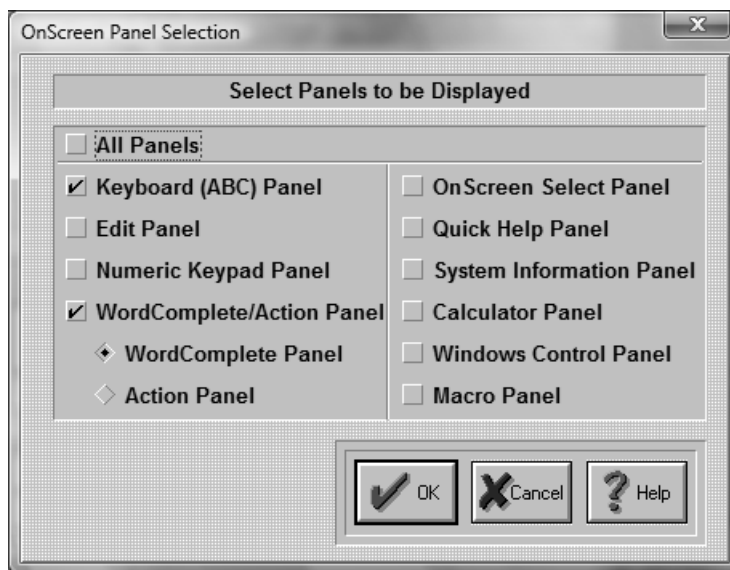 OnScreen Panel Selection
Select Panels to be Displayed
All Panels
Keyboard (ABC) Panel
Edit Panel
Numeric Keypad Panel
WordComplete/Action Panel
WordComplete Panel
Action Panel
OnScreen Select Panel
Quick Help Panel
System Information Panel
Calculator Panel
Windows Control Panel
Macro Panel
OK
Cancel
Help